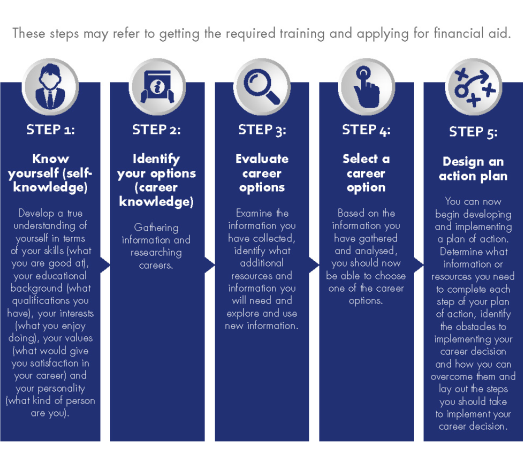 These steps may refer to getting the required training and applying for financial aid.
STEP 1:
Know
yourself (self-
knowledge)
Develop a true
understanding of
yourself in terms
of your skills (what
you are good at),
your educational
background (what
qualifications you
have), your interests
(what you enjoy
doing), your values
(what would give
you satisfaction in
your career) and
your personality
(what kind of person
are you).
STEP 2:
Identify
your options
(career
knowledge)
Gathering
information and
researching
careers.
STEP 3:
Evaluate
career
options
Examine the
information you
have collected,
identify what
additional
resources and
information you
will need and
explore and use
new information.
STEP 4:
Select a
career
option
Based on the
information you
have gathered
and analysed,
you should now
be able to choose
one of the career
options.
STEP 5:
Design an
action plan
You can now
begin developing
and implementing
a plan of action.
Determine what
information or
resources you need
to complete each
step of your plan
of action, identify
the obstacles to
implementing your
career decision
and how you can
overcome them and
lay out the steps
you should take
to implement your
career decision.